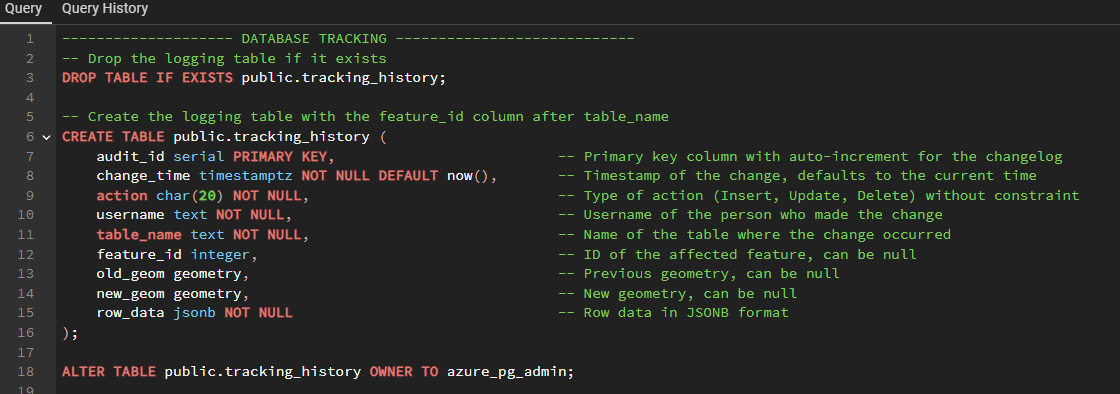 Query Query History
1 -------------------- DATABASE TRACKING ----------------------------
2 -- Drop the logging table if it exists
3 DROP TABLE IF EXISTS public.tracking_history;
4
5 -- Create the logging table with the feature_id column after table_name
6 CREATE TABLE public.tracking_history (
7 audit_id serial PRIMARY KEY, -- Primary key column with auto-increment for the changelog
8 change_time timestamptz NOT NULL DEFAULT now(), -- Timestamp of the change, defaults to the current time
9 action char(20) NOT NULL, -- Type of action (Insert, Update, Delete) without constraint
10 username text NOT NULL, -- Username of the person who made the change
11 table_name text NOT NULL, -- Name of the table where the change occurred
12 feature_id integer, -- ID of the affected feature, can be null
13 old_geom geometry, -- Previous geometry, can be null
14 new_geom geometry, -- New geometry, can be null
15 row_data jsonb NOT NULL -- Row data in JSONB format
16 );
17
18 ALTER TABLE public.tracking_history OWNER TO azure_pg_admin;
19